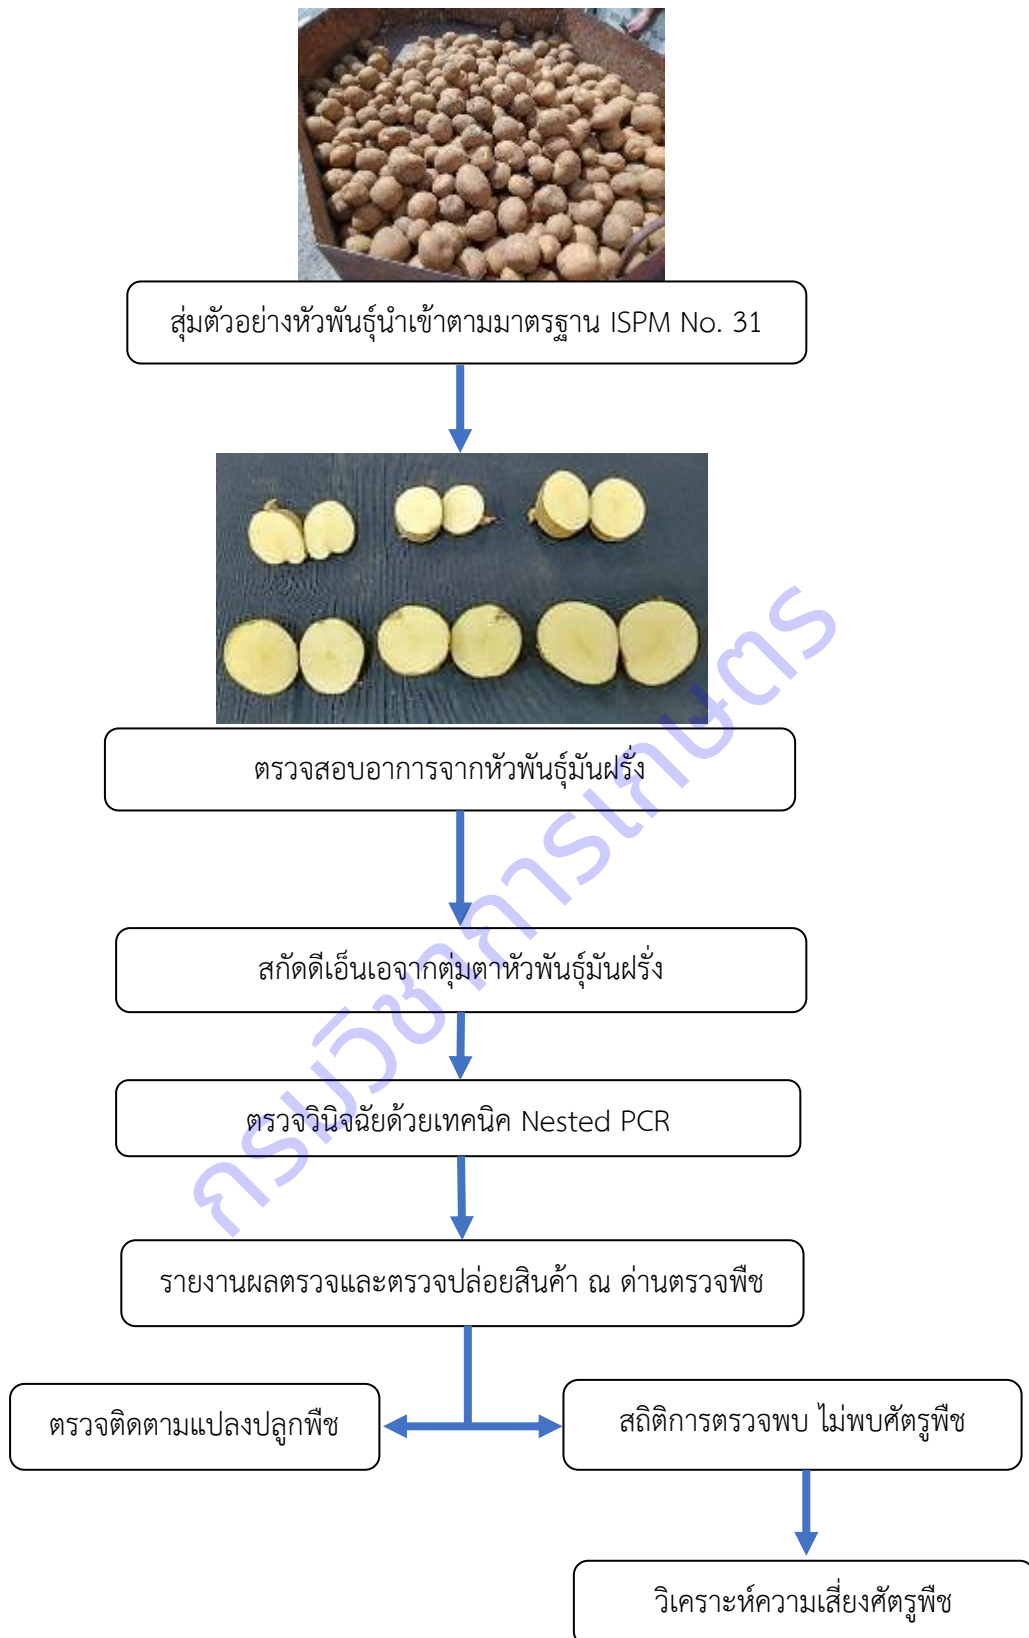 สุ่มตัวอย่างหัวพันธุ์นำเข้าตามมาตรฐาน ISPM No. 31
ตรวจสอบอาการจากหัวพันธุ์มันฝรั่ง
สกัดดีเอ็นเอจากตุ่มตาหัวพันธุ์มันฝรั่ง
ตรวจวินิจฉัยด้วยเทคนิค Nested PCR
รายงานผลตรวจและตรวจปล่อยสินค้า ณ ด่านตรวจพืช
ตรวจติดตามแปลงปลูกพืช
สถิติการตรวจพบ ไม่พบศัตรูพืช
วิเคราะห์ความเสี่ยงศัตรูพืช
กรมวิชาการเกษตร